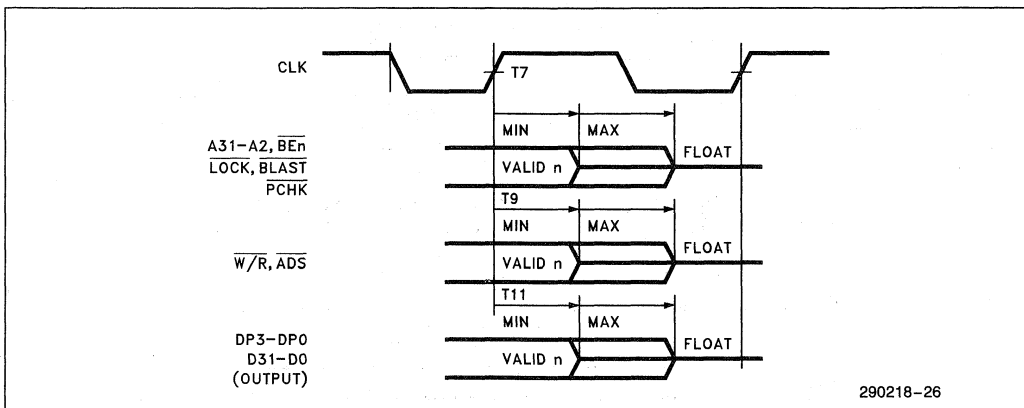 CLK
T7
MIN MAX
A31-A2, BEn
LOCK, BLAST
PCHK
VALID n
FLOAT
T9
MIN MAX
W/R, ADS
VALID n
FLOAT
T11
MIN MAX
DP3-DP0
D31-D0
(OUTPUT)
VALID n
FLOAT
290218-26